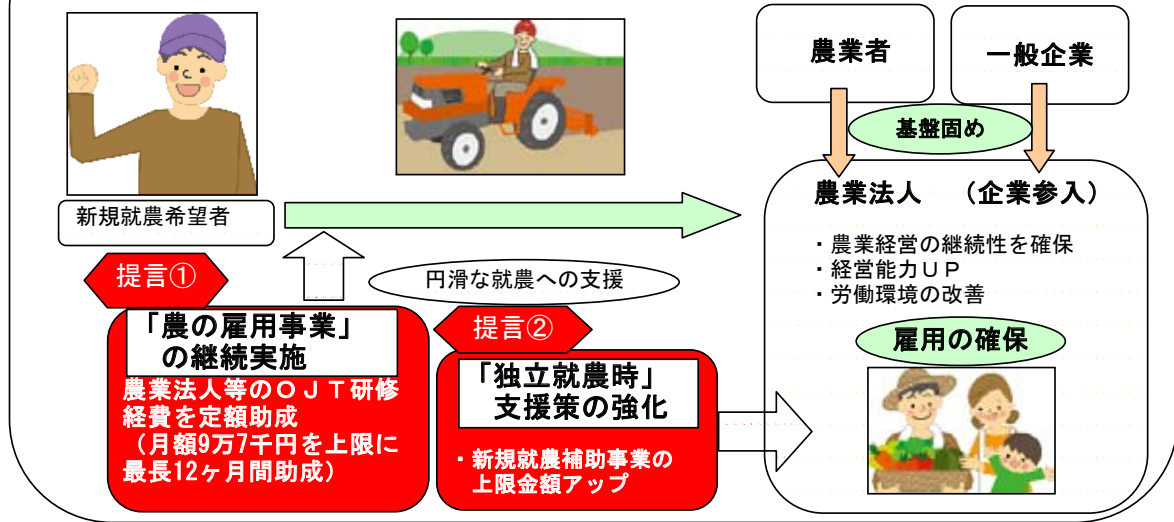 農業者
一般企業
基盤固め
新規就農希望者
農業法人 （企業参入）
・農業経営の継続性を確保
・経営能力ＵＰ
・労働環境の改善
雇用の確保
円滑な就農への支援
提言①
「農の雇用事業」
の継続実施
農業法人等のＯＪＴ研修
経費を定額助成
（月額9万7千円を上限に
最長12ヶ月間助成）
提言②
「独立就農時」
支援策の強化
・新規就農補助事業の
上限金額アップ